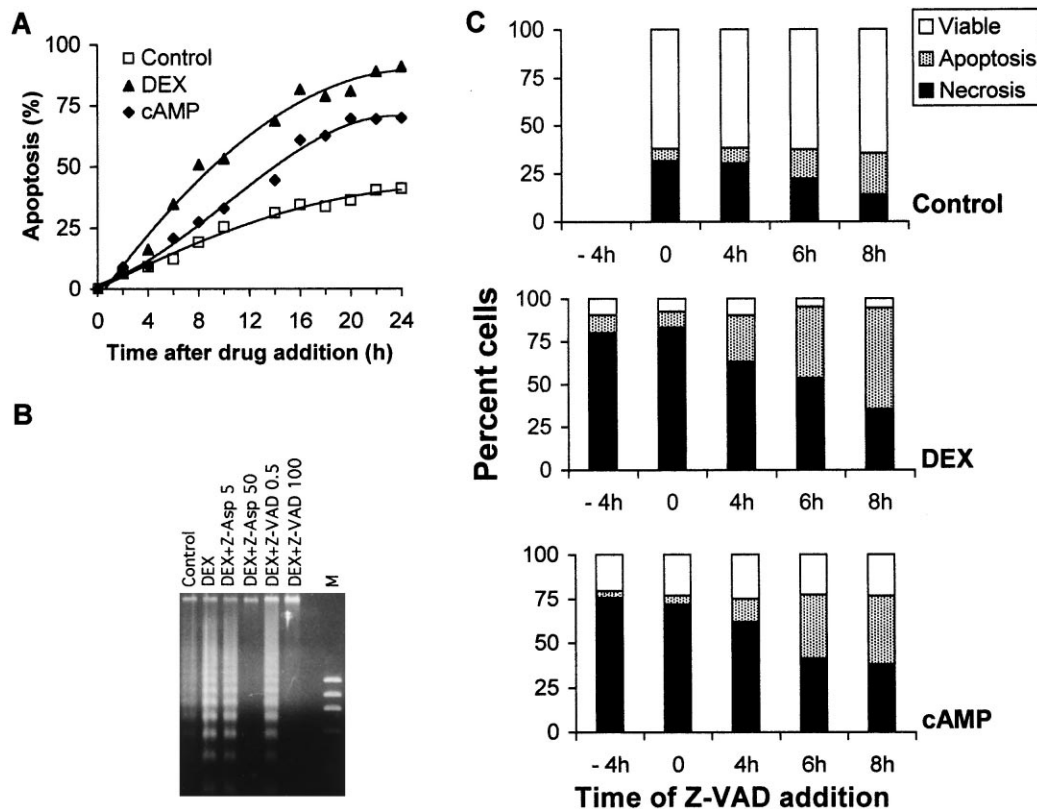 A
100
75
50
25
0
Apoptosis (%)
Control
DEX
cAMP
0 4 8 12 16 20 24
Time after drug addition (h)
B
Control
DEX
DEX+Z-Asp 5
DEX+Z-Asp 50
DEX+Z-VAD 0.5
DEX+Z-VAD 100
M
C
Viable
Apoptosis
Necrosis
Percent cells
100
75
50
25
0
- 4h 0 4h 6h 8h
Control
100
75
50
25
0
- 4h 0 4h 6h 8h
DEX
100
75
50
25
0
- 4h 0 4h 6h 8h
cAMP
Time of Z-VAD addition